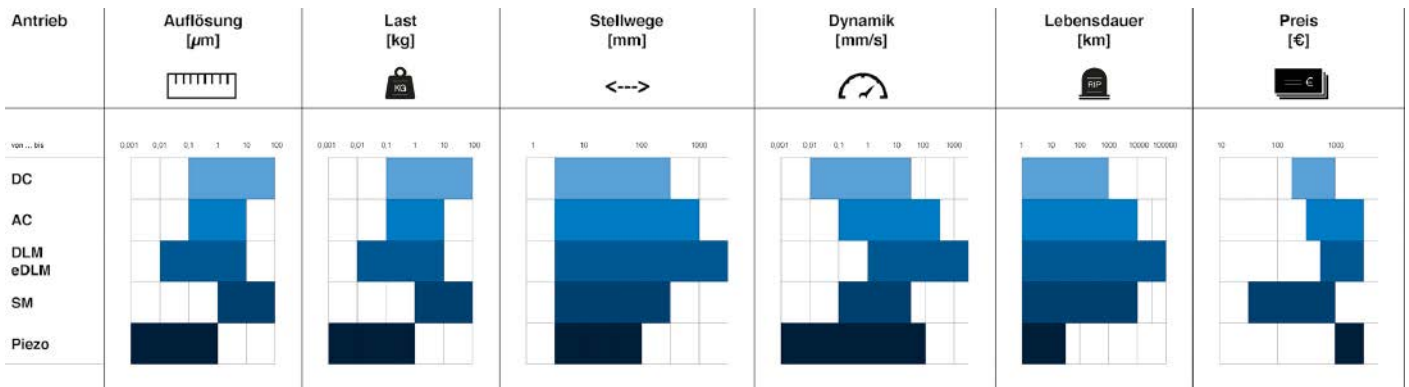 Antrieb Auflösung Last Stellwege Dynamik Lebensdauer Preis
[µm] [kg] [mm] [mm/s] [km] [€]
KG <---> RIP €
von ... bis 0,001 0,01 0,1 1 10 100 0,001 0,01 0,1 1 10 100 1 10 100 1000 0,001 0,01 0,1 1 10 100 1000 1 10 100 1000 10000 100000 10 100 1000
DC
AC
DLM
eDLM
SM
Piezo